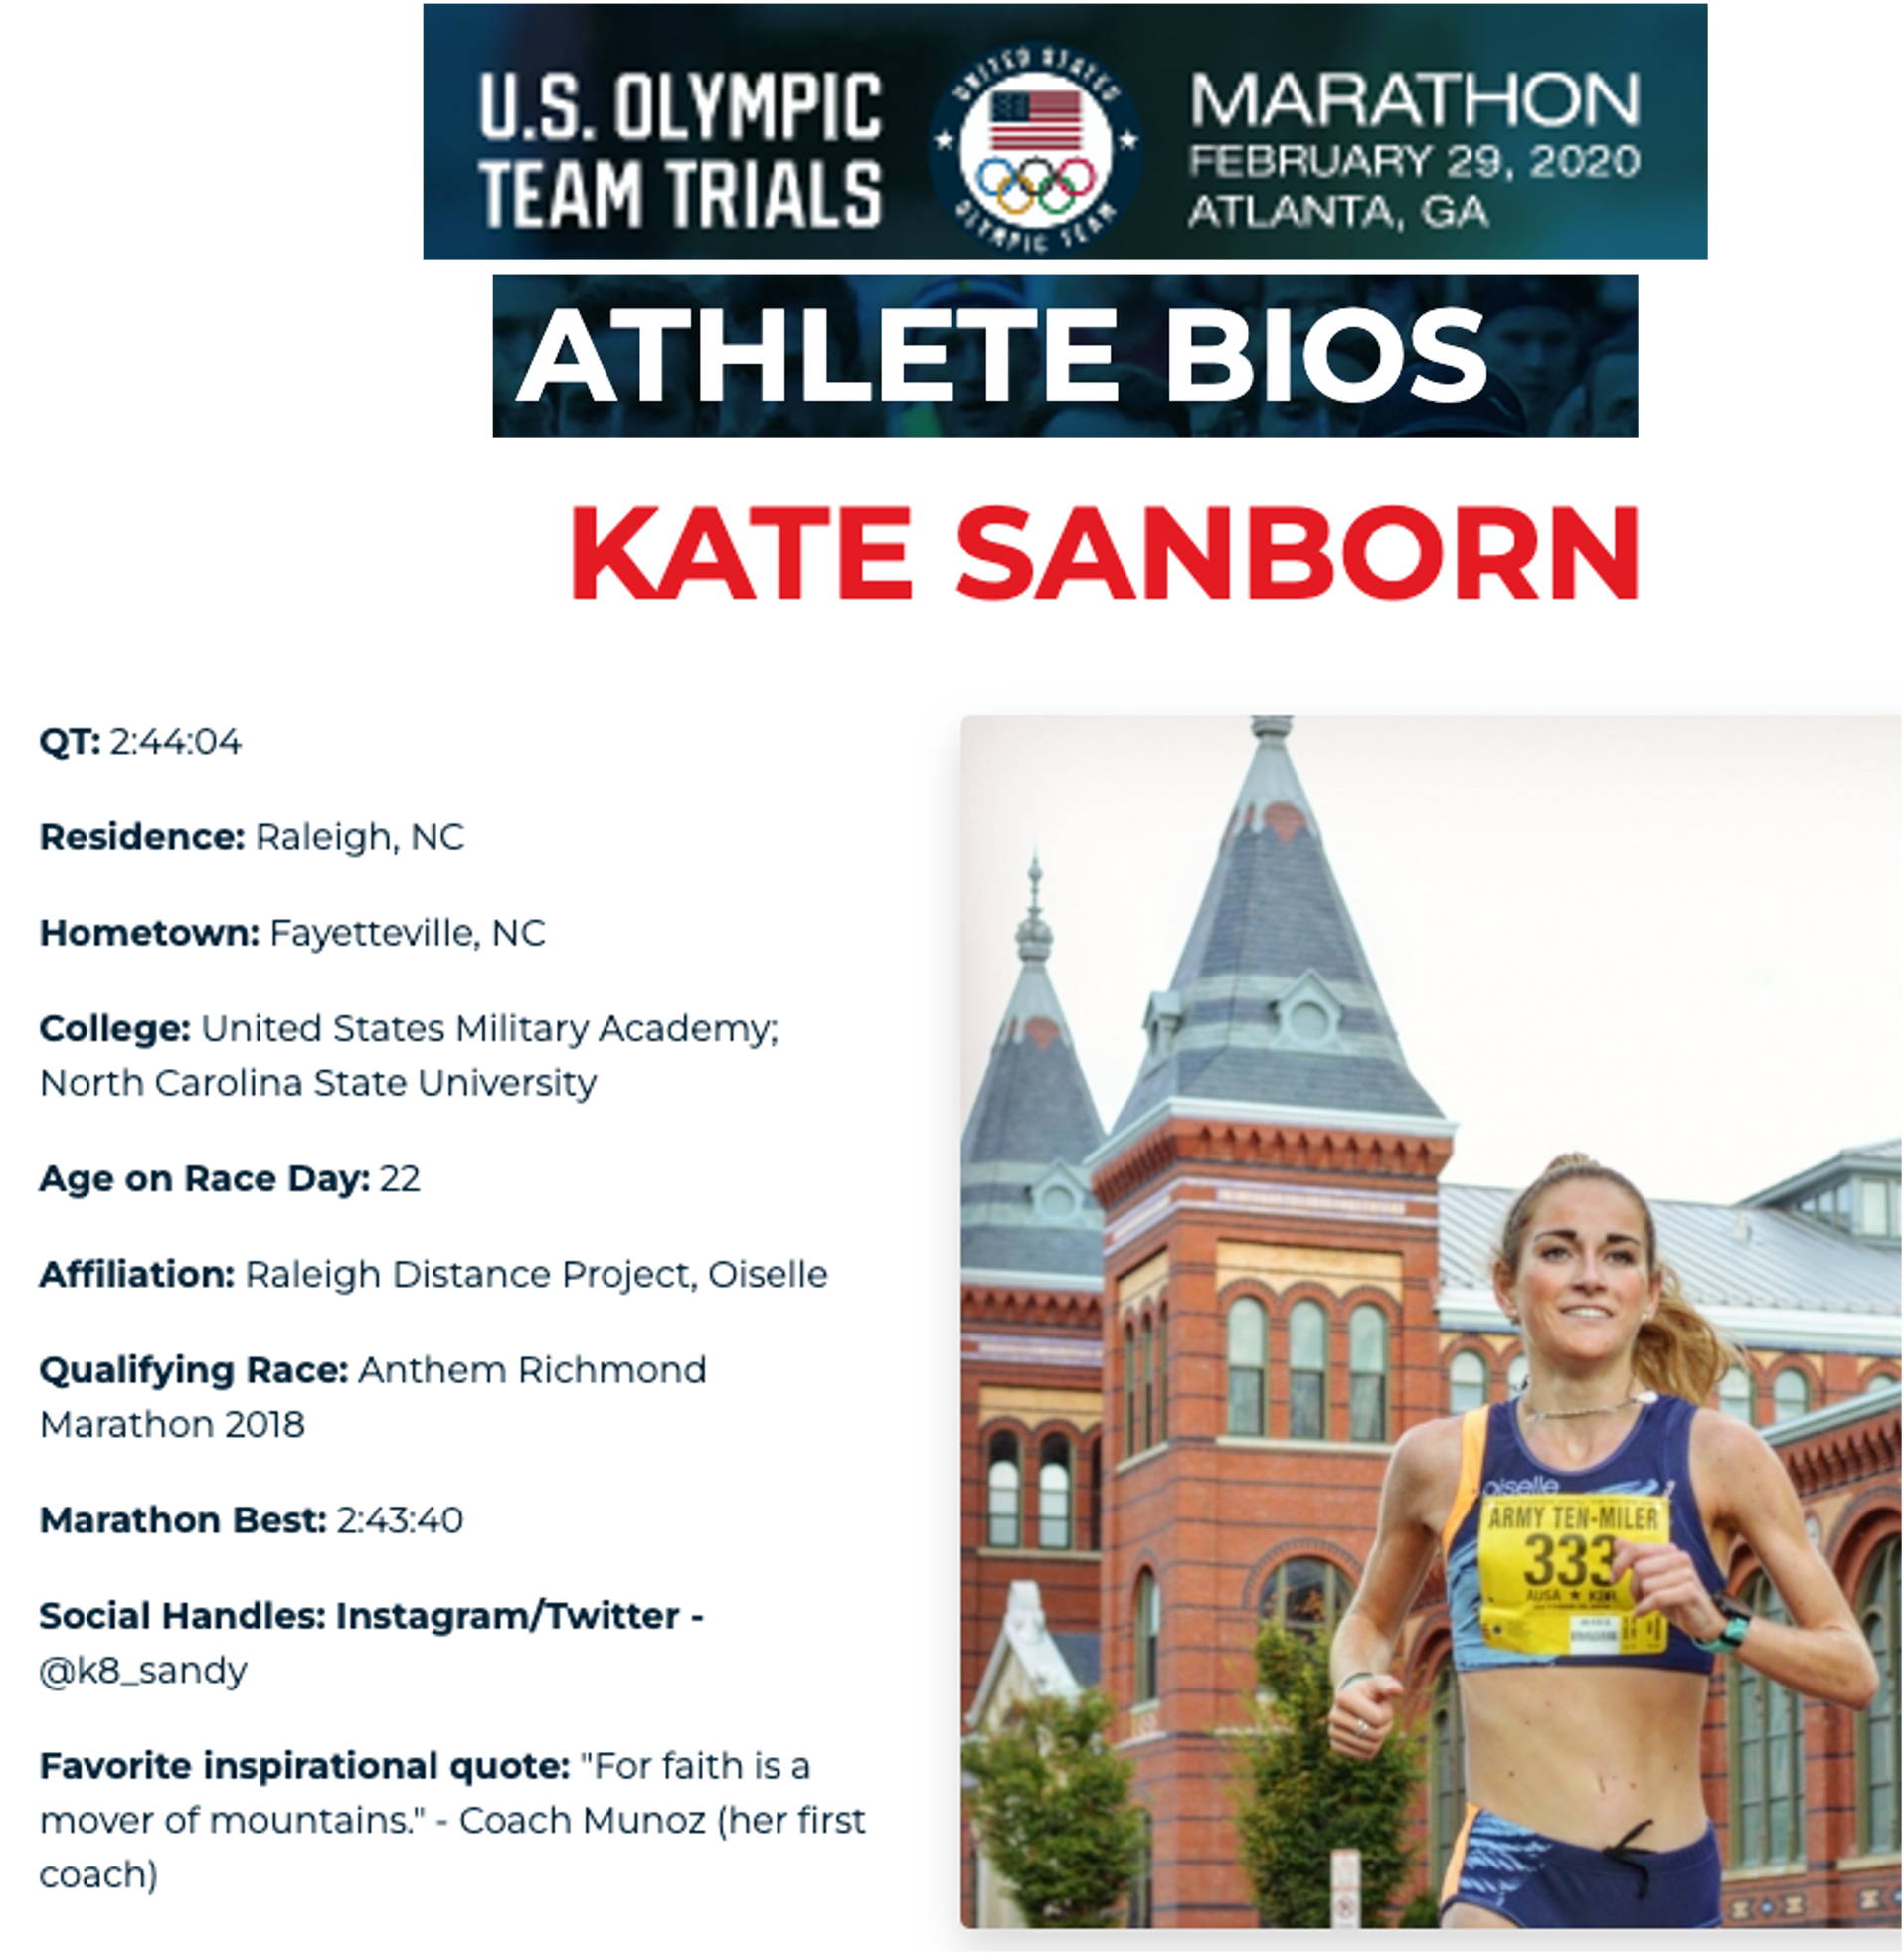 U.S. OLYMPIC
TEAM TRIALS
UNITED STATES
OLYMPIC TEAM
MARATHON
FEBRUARY 29, 2020
ATLANTA, GA
ATHLETE BIOS
KATE SANBORN
QT: 2:44:04
Residence: Raleigh, NC
Hometown: Fayetteville, NC
College: United States Military Academy;
North Carolina State University
Age on Race Day: 22
Affiliation: Raleigh Distance Project, Oiselle
Qualifying Race: Anthem Richmond
Marathon 2018
Marathon Best: 2:43:40
Social Handles: Instagram/Twitter -
@k8_sandy
Favorite inspirational quote: "For faith is a
mover of mountains." - Coach Munoz (her first
coach)
oiselle
ARMY TEN-MILER
333
AUSA ★ KBR